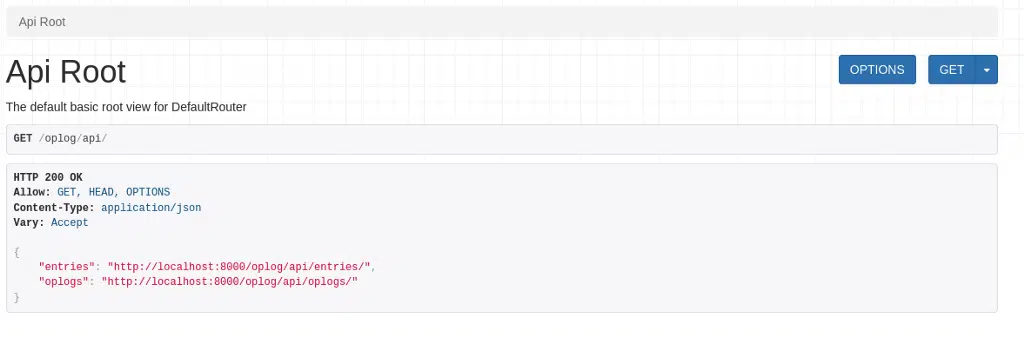 Api Root
Api Root
OPTIONS
GET
The default basic root view for DefaultRouter
GET /oplog/api/
HTTP 200 OK
Allow: GET, HEAD, OPTIONS
Content-Type: application/json
Vary: Accept
{
    "entries": "http://localhost:8000/oplog/api/entries/",
    "oplogs": "http://localhost:8000/oplog/api/oplogs/"
}